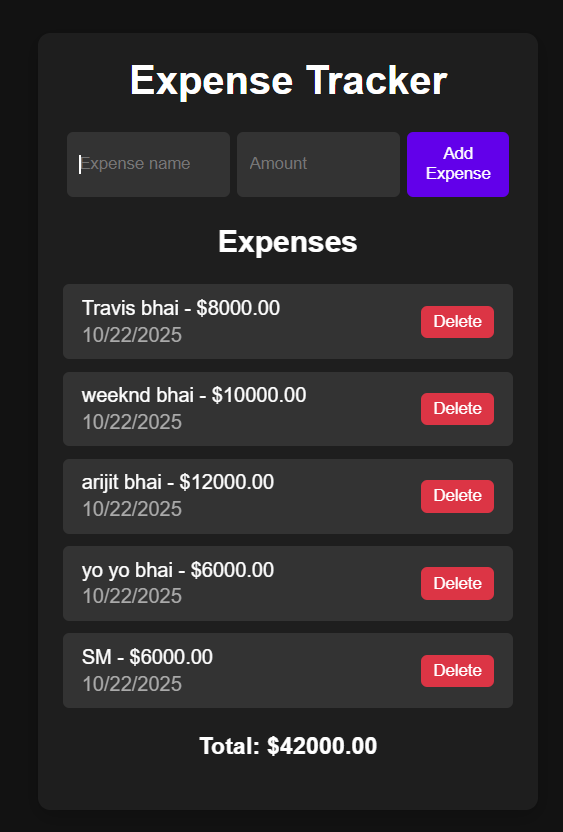 Expense Tracker
Expense name
Amount
Add
Expense
Expenses
Travis bhai - $8000.00
10/22/2025
Delete
weeknd bhai - $10000.00
10/22/2025
Delete
arijit bhai - $12000.00
10/22/2025
Delete
yo yo bhai - $6000.00
10/22/2025
Delete
SM - $6000.00
10/22/2025
Delete
Total: $42000.00